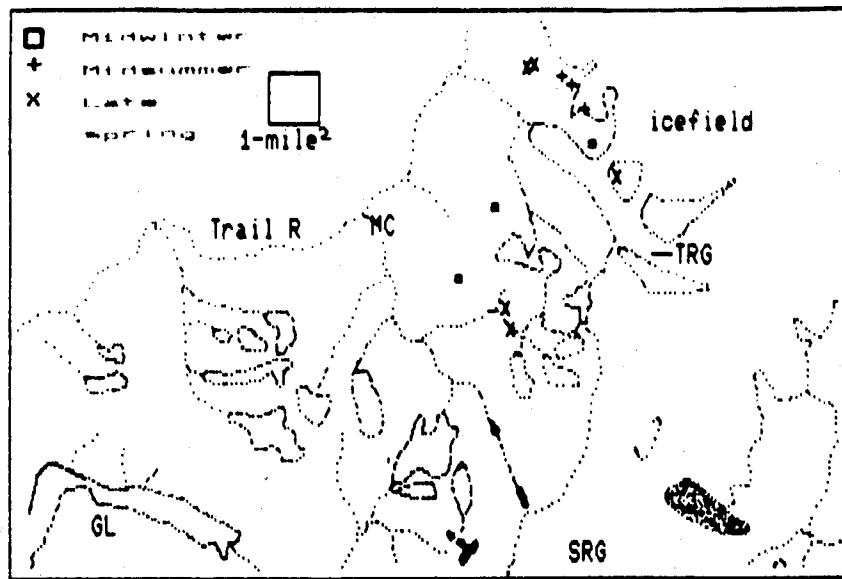 Midwinter
Midsummer
Late
spring
1-mile²
icefield
Trail R
MC
TRG
GL
SRG